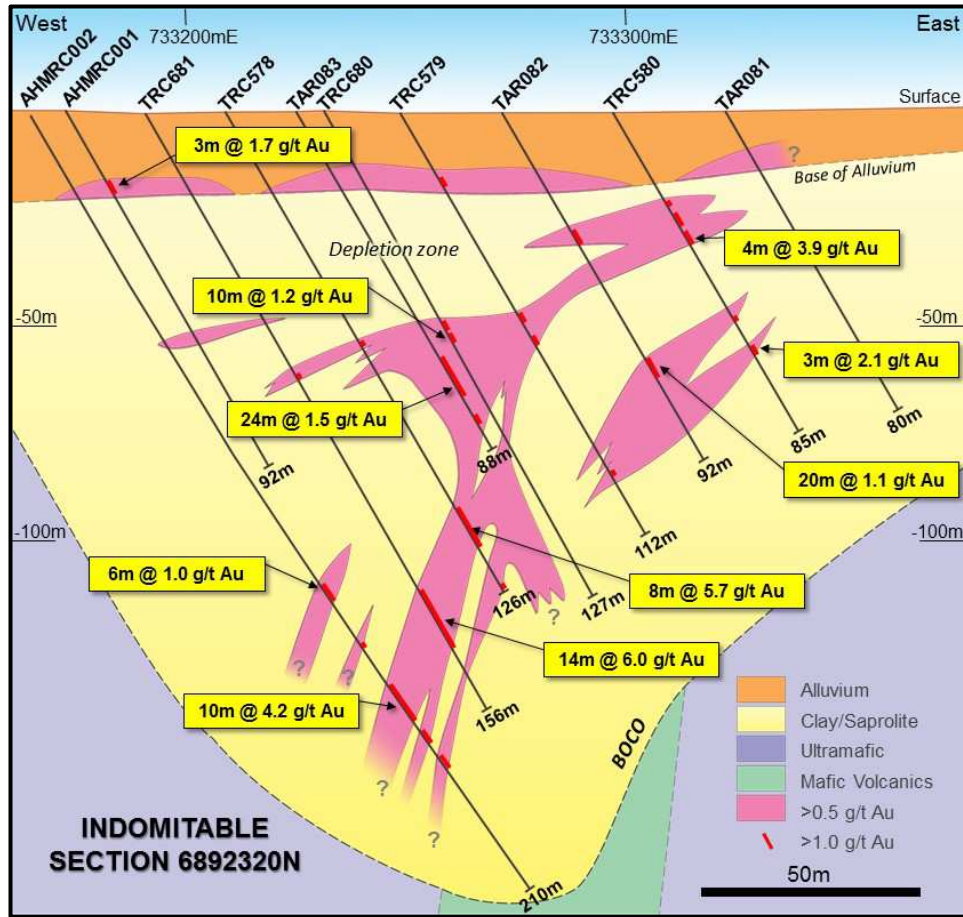 West
733200mE
733300mE
East
AHMRC002
AHMRC001
TRC681
TRC578
TAR083
TRC680
TRC579
TAR082
TRC580
TAR081
Surface
3m @ 1.7 g/t Au
?
Base of Alluvium
Depletion zone
4m @ 3.9 g/t Au
10m @ 1.2 g/t Au
-50m
-50m
3m @ 2.1 g/t Au
24m @ 1.5 g/t Au
80m
85m
88m
92m
92m
20m @ 1.1 g/t Au
-100m
-100m
112m
6m @ 1.0 g/t Au
126m
127m
8m @ 5.7 g/t Au
?
?
?
14m @ 6.0 g/t Au
10m @ 4.2 g/t Au
156m
BOCO
?
?
210m
INDOMITABLE
SECTION 6892320N
Alluvium
Clay/Saprolite
Ultramafic
Mafic Volcanics
>0.5 g/t Au
>1.0 g/t Au
50m